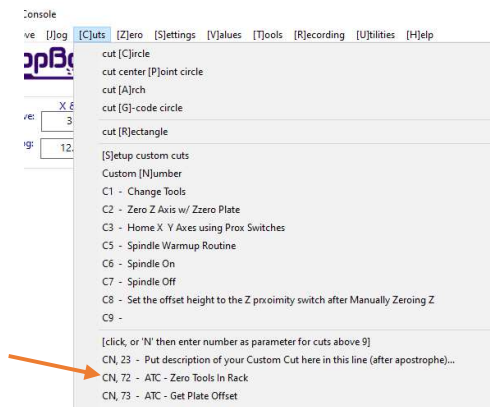 Console
ve [J]og [C]uts [Z]ero [S]ettings [V]alues [T]ools [R]ecording [U]tilities [H]elp
opBo
cut [C]ircle
cut center [P]oint circle
cut [A]rch
cut [G]-code circle
cut [R]ectangle
X &
ve: 3
ng: 12.
[S]etup custom cuts
Custom [N]umber
C1 - Change Tools
C2 - Zero Z Axis w/ Zzero Plate
C3 - Home X Y Axes using Prox Switches
C5 - Spindle Warmup Routine
C6 - Spindle On
C7 - Spindle Off
C8 - Set the offset height to the Z prxoimity switch after Manually Zeroing Z
C9 -
[click, or 'N' then enter number as parameter for cuts above 9]
CN, 23 - Put description of your Custom Cut here in this line (after apostrophe)...
CN, 72 - ATC - Zero Tools In Rack
CN, 73 - ATC - Get Plate Offset